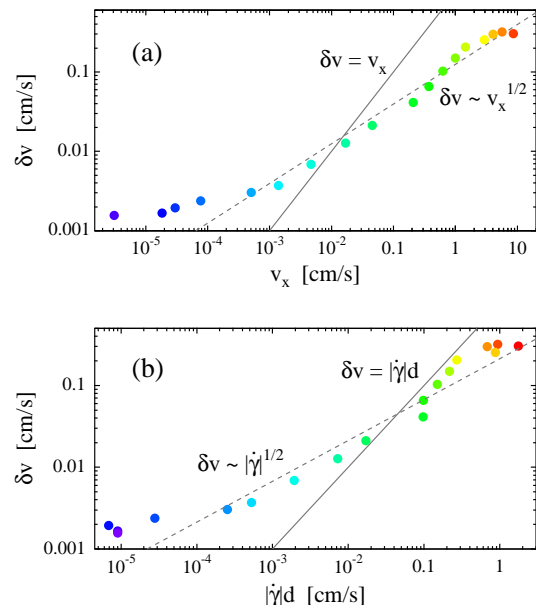 (a)
δv = vₓ
δv ~ vₓ^1/2
δv [cm/s]
0.1
0.01
0.001
10⁻⁵ 10⁻⁴ 10⁻³ 10⁻² 0.1 1 10
vₓ [cm/s]
(b)
δv = |γ̇|d
δv ~ |γ̇|^1/2
δv [cm/s]
0.1
0.01
0.001
10⁻⁵ 10⁻⁴ 10⁻³ 10⁻² 0.1 1
|γ̇|d [cm/s]